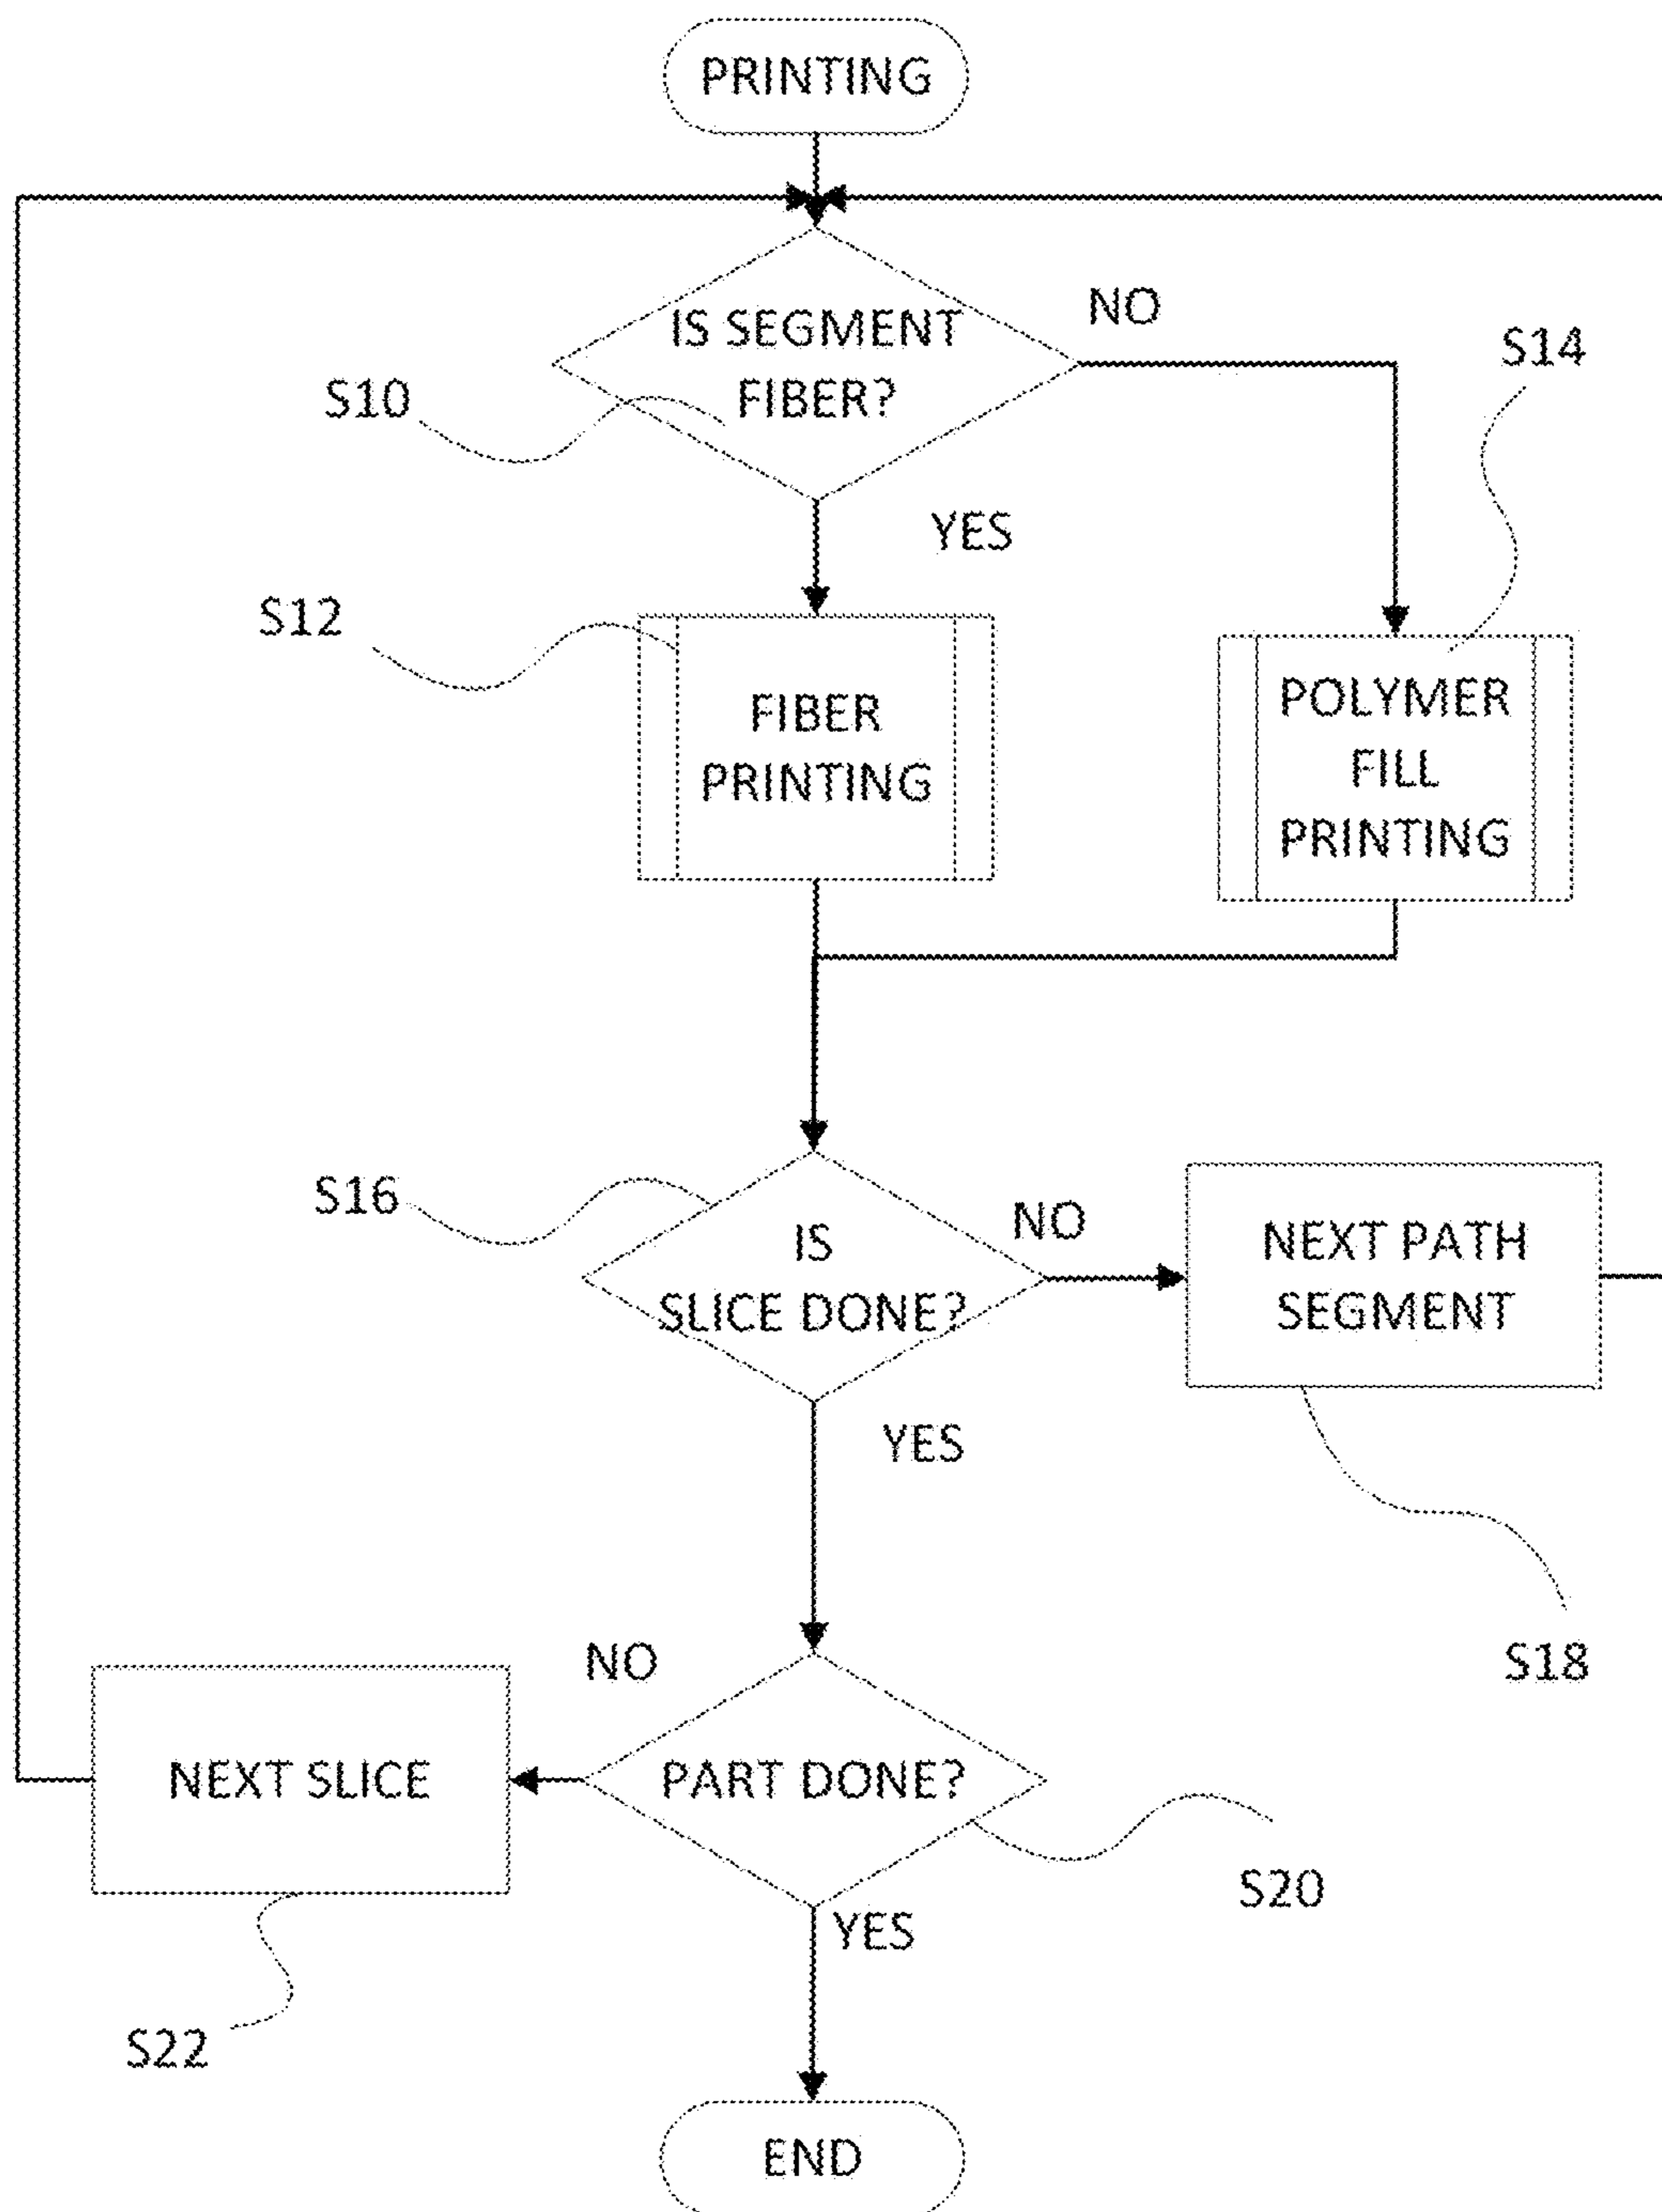 PRINTING
IS SEGMENT
FIBER?
NO
S14
S10
YES
S12
FIBER
PRINTING
POLYMER
FILL
PRINTING
S16
IS
SLICE DONE?
NO
NEXT PATH
SEGMENT
YES
S18
NO
NEXT SLICE
PART DONE?
S20
YES
S22
END